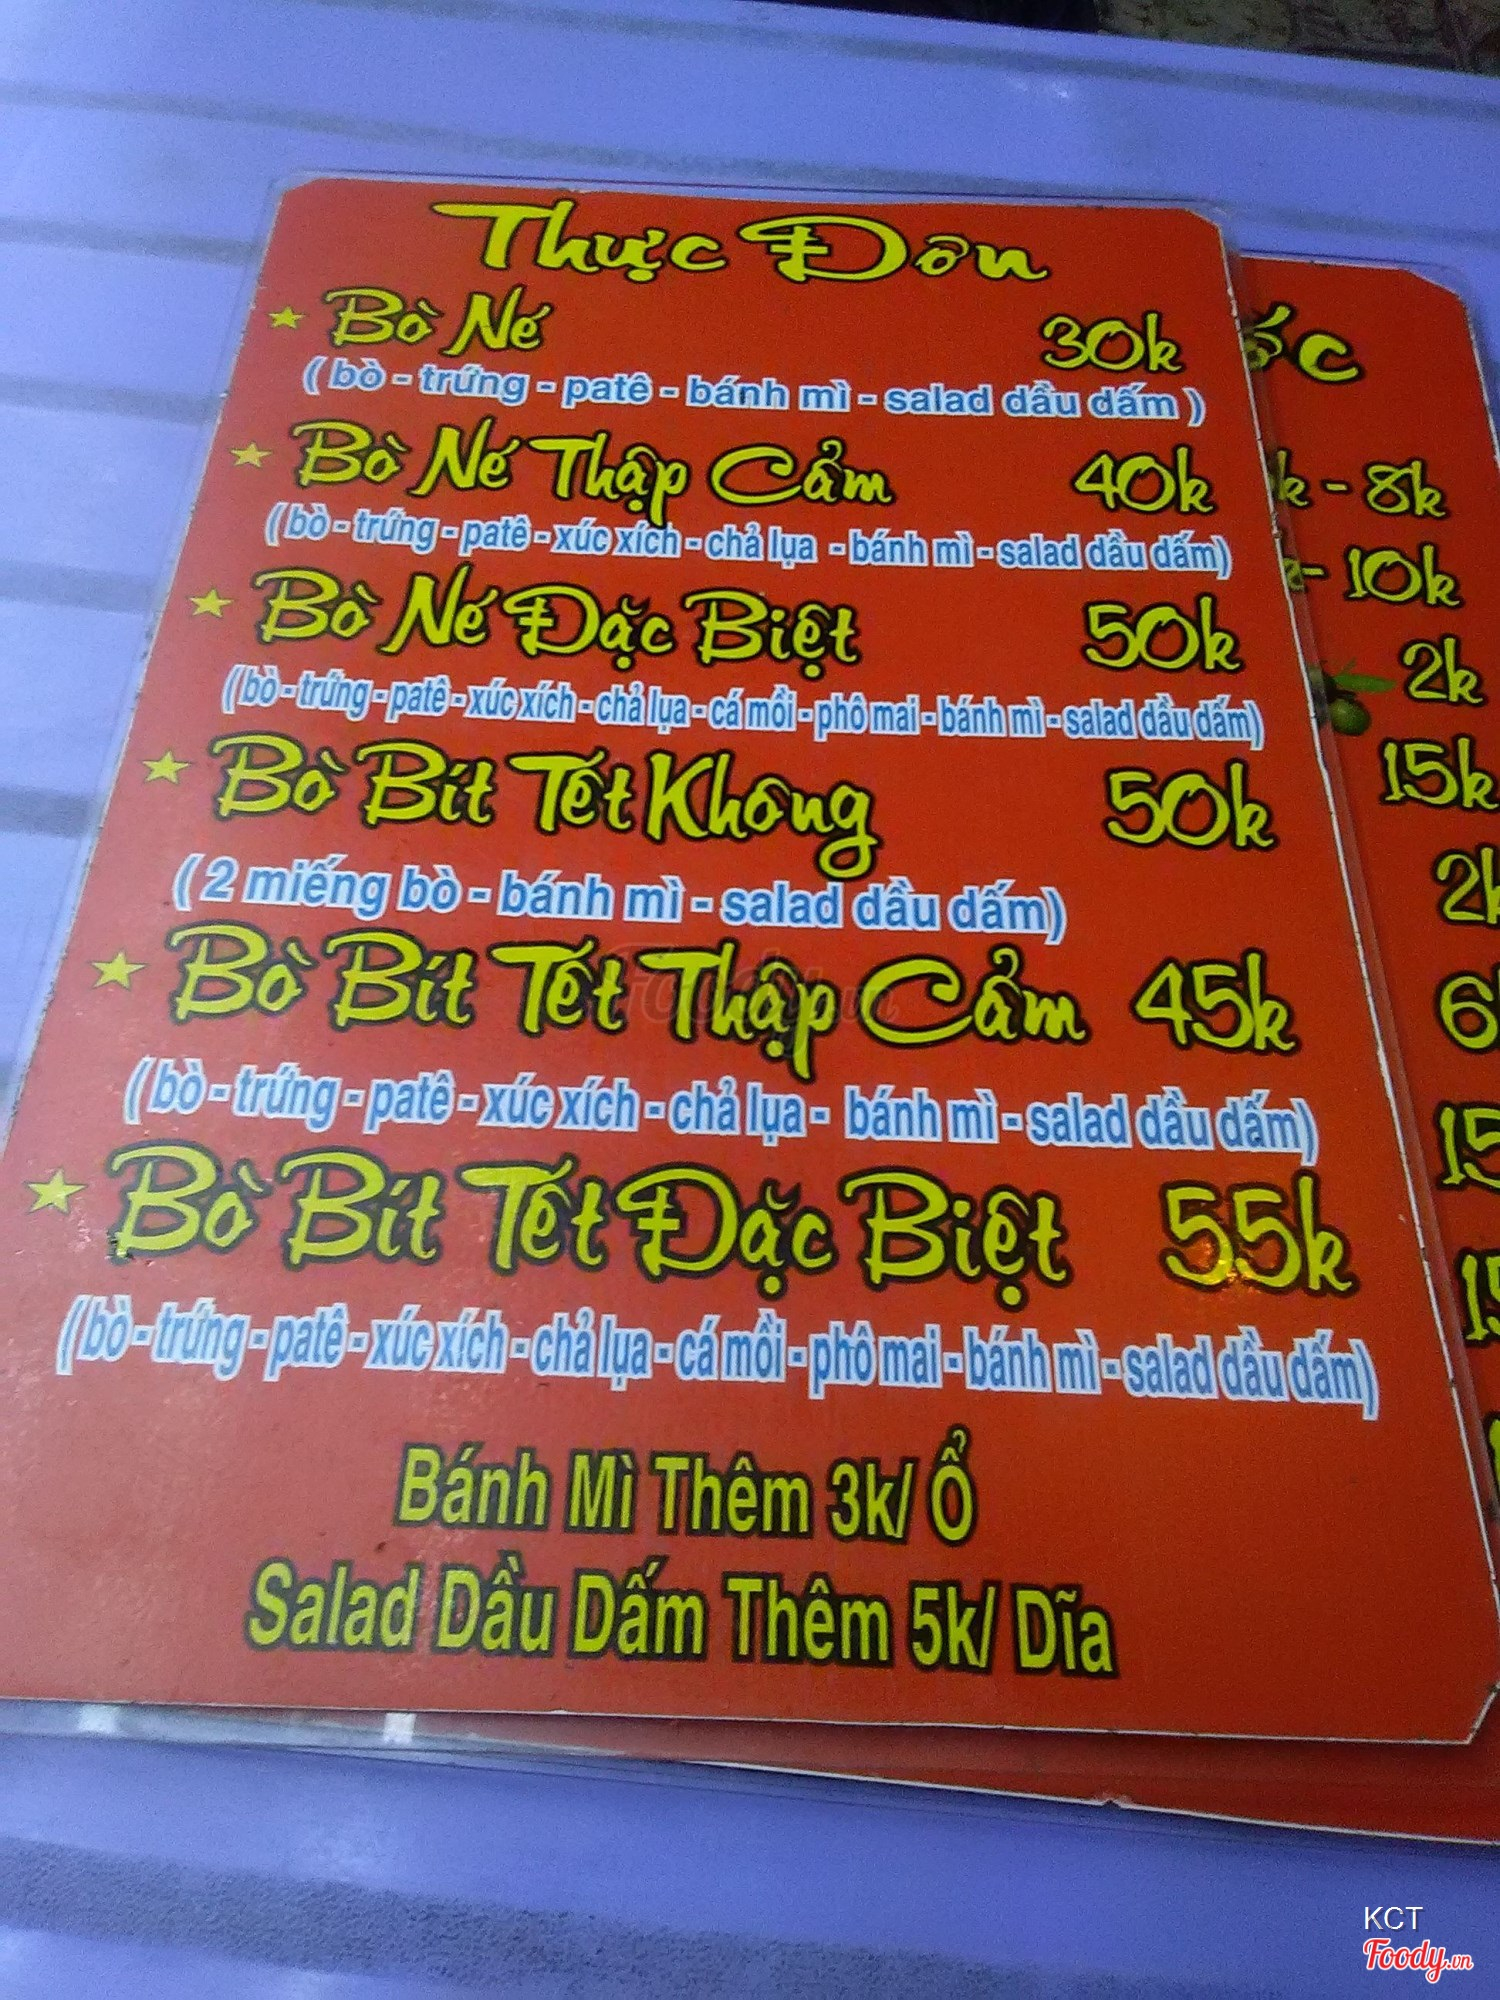 Thực Đơn
Bò Né 30k
( bò - trứng - patê - bánh mì - salad dầu dấm )
Bò Né Thập Cẩm 40k
( bò - trứng - patê - xúc xích - chả lụa - bánh mì - salad dầu dấm)
Bò Né Đặc Biệt 50k
(bò - trứng - patê - xúc xích - chả lụa - cá mồi - phô mai - bánh mì - salad dầu dấm)
Bò Bít Tết Không 50k
( 2 miếng bò - bánh mì - salad dầu dấm)
Bò Bít Tết Thập Cẩm 45k
( bò - trứng - patê - xúc xích - chả lụa - bánh mì - salad dầu dấm)
Bò Bít Tết Đặc Biệt 55k
(bò - trứng - patê - xúc xích - chả lụa - cá mồi - phô mai - bánh mì - salad dầu dấm)
Bánh Mì Thêm 3k/ Ổ
Salad Dầu Dấm Thêm 5k/ Dĩa
- 8k
- 10k
2k
15k
Foody.vn
KCT
Foody.vn